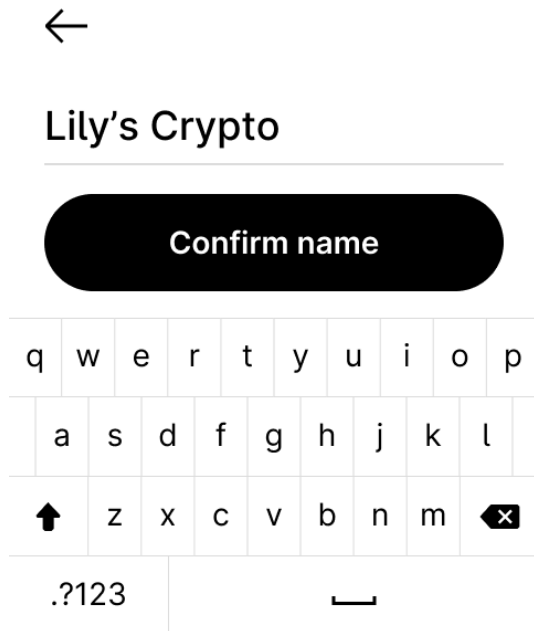 Lily’s Crypto
Confirm name
q w e r t y u i o p
a s d f g h j k l
z x c v b n m
.?123